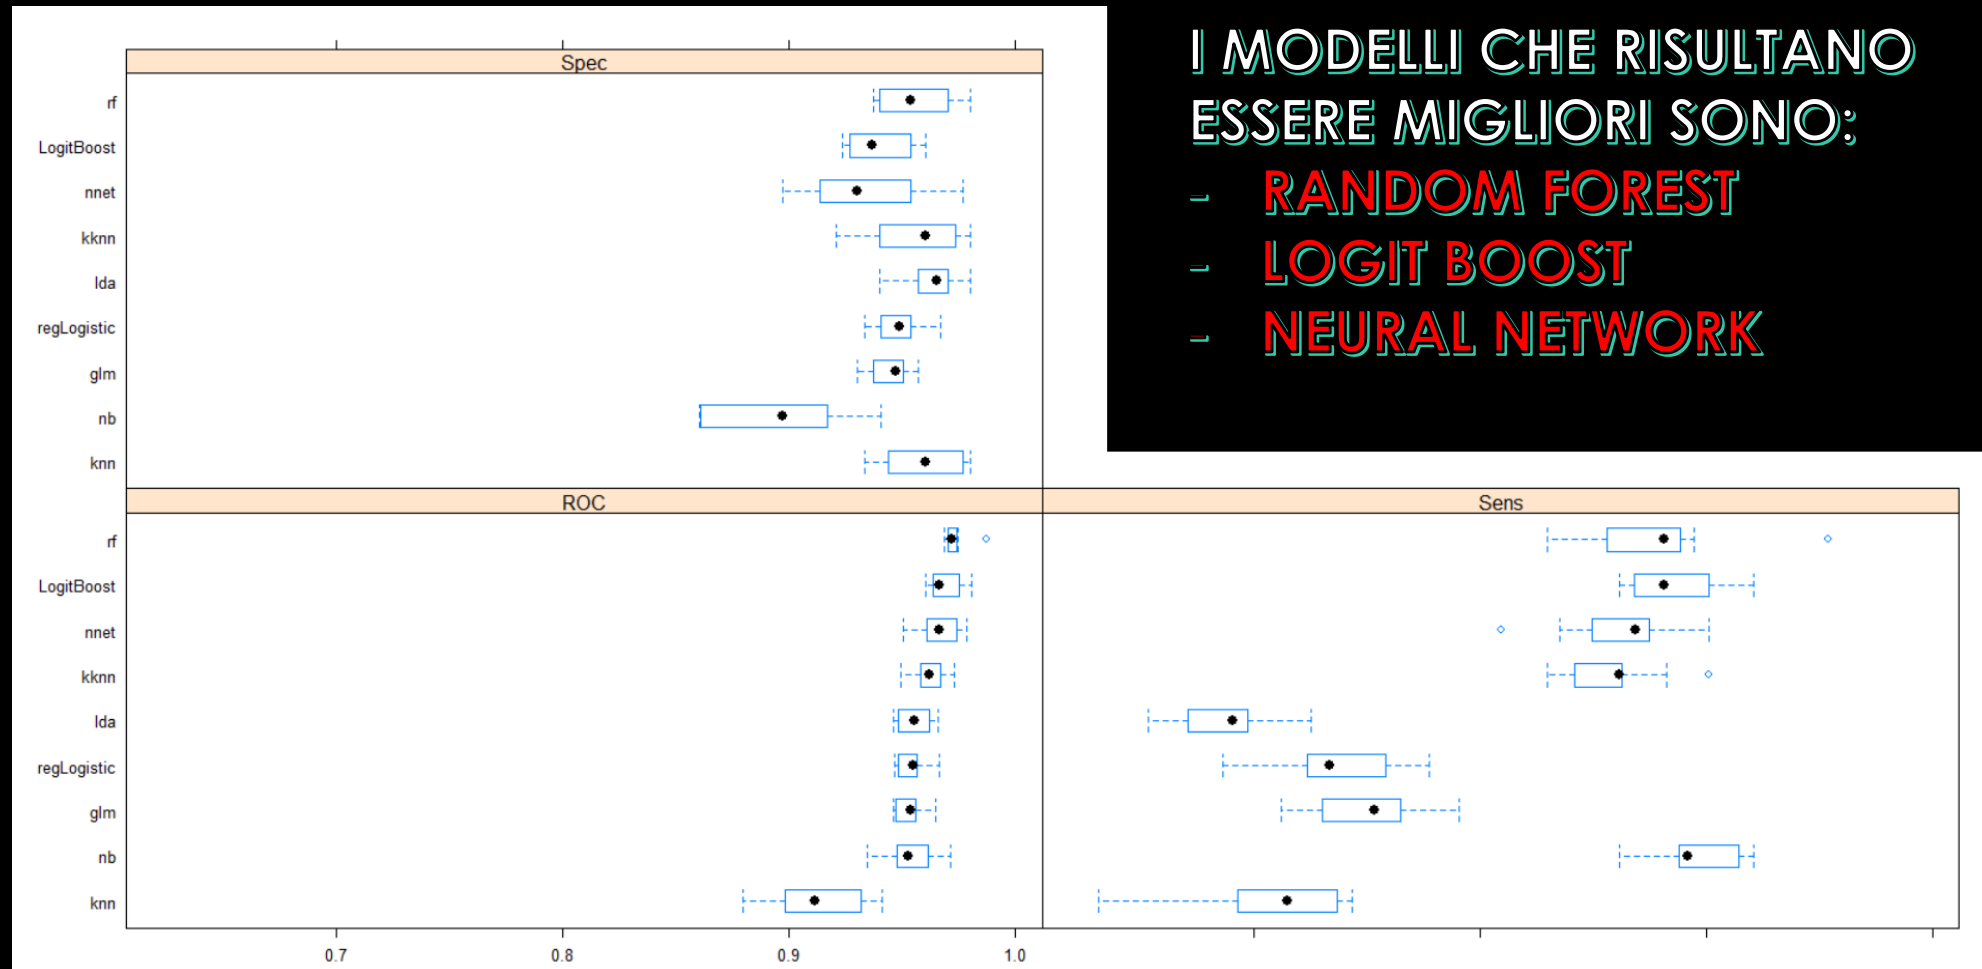 I MODELLI CHE RISULTANO
ESSERE MIGLIORI SONO:
- RANDOM FOREST
- LOGIT BOOST
- NEURAL NETWORK
Spec
rf
LogitBoost
nnet
kknn
lda
regLogistic
glm
nb
knn
ROC
Sens
rf
LogitBoost
nnet
kknn
lda
regLogistic
glm
nb
knn
0.7 0.8 0.9 1.0